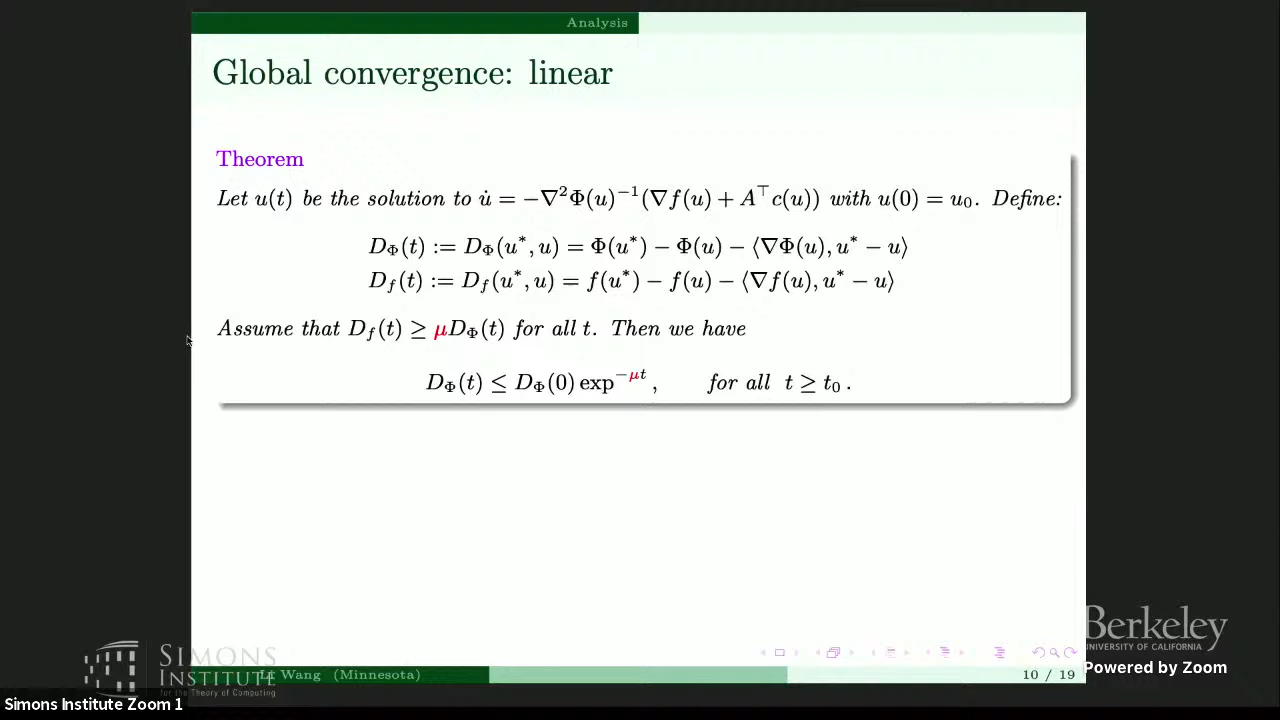 Analysis
Global convergence: linear
Theorem
Let u(t) be the solution to u̇ = −∇²Φ(u)⁻¹(∇f(u) + A⊤c(u)) with u(0) = u₀. Define:
D_Φ(t) := D_Φ(u*, u) = Φ(u*) − Φ(u) − ⟨∇Φ(u), u* − u⟩
D_f(t) := D_f(u*, u) = f(u*) − f(u) − ⟨∇f(u), u* − u⟩
Assume that D_f(t) ≥ μD_Φ(t) for all t. Then we have
D_Φ(t) ≤ D_Φ(0) exp^{−μt} , for all t ≥ t₀ .
SIMONS
INSTITUTE
for the Theory of Computing
Wang (Minnesota)
10 / 19
Berkeley
UNIVERSITY OF CALIFORNIA
Powered by Zoom
Simons Institute Zoom 1